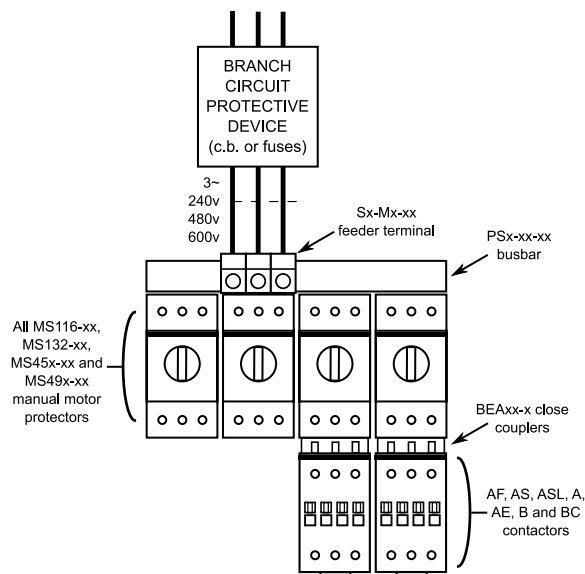 BRANCH
CIRCUIT
PROTECTIVE
DEVICE
(c.b. or fuses)
3~
240v
480v
600v
Sx-Mx-xx
feeder terminal
PSx-xx-xx
busbar
All MS116-xx,
MS132-xx,
MS45x-xx and
MS49x-xx
manual motor
protectors
BEAxx-x close
couplers
AF, AS, ASL, A,
AE, B and BC
contactors